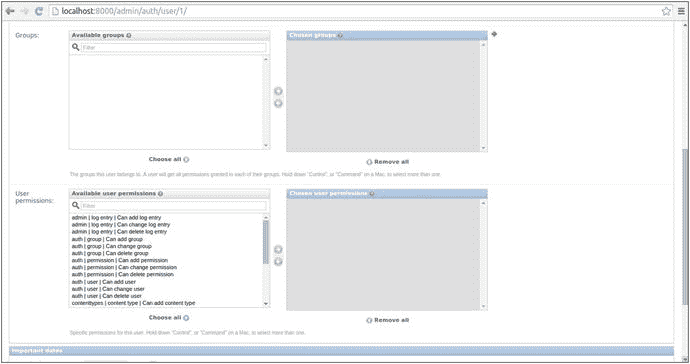 localhost:8000/admin/auth/user/1/
Groups:
Available groups
Chosen groups
Filter
Choose all
Remove all
The groups this user belongs to. A user will get all permissions granted to each of their groups. Hold down "Control", or "Command" on a Mac, to select more than one.
User
permissions:
Available user permissions
Chosen user permissions
Filter
admin | log entry | Can add log entry
admin | log entry | Can change log entry
admin | log entry | Can delete log entry
auth | group | Can add group
auth | group | Can change group
auth | group | Can delete group
auth | permission | Can add permission
auth | permission | Can change permission
auth | permission | Can delete permission
auth | user | Can add user
auth | user | Can change user
auth | user | Can delete user
contenttypes | content type | Can add content type
Choose all
Remove all
Specific permissions for this user. Hold down "Control", or "Command" on a Mac, to select more than one.
Important dates